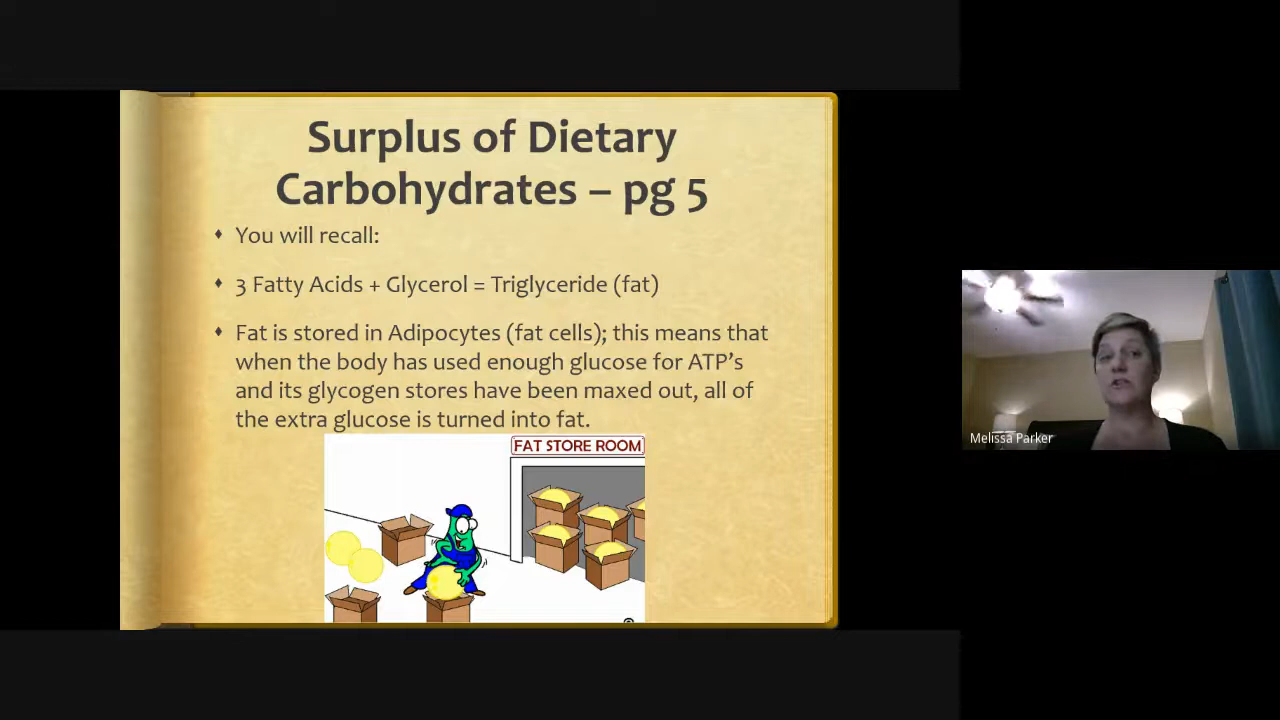 Surplus of Dietary
Carbohydrates – pg 5
You will recall:
3 Fatty Acids + Glycerol = Triglyceride (fat)
Fat is stored in Adipocytes (fat cells); this means that
when the body has used enough glucose for ATP’s
and its glycogen stores have been maxed out, all of
the extra glucose is turned into fat.
FAT STORE ROOM
Melissa Parker